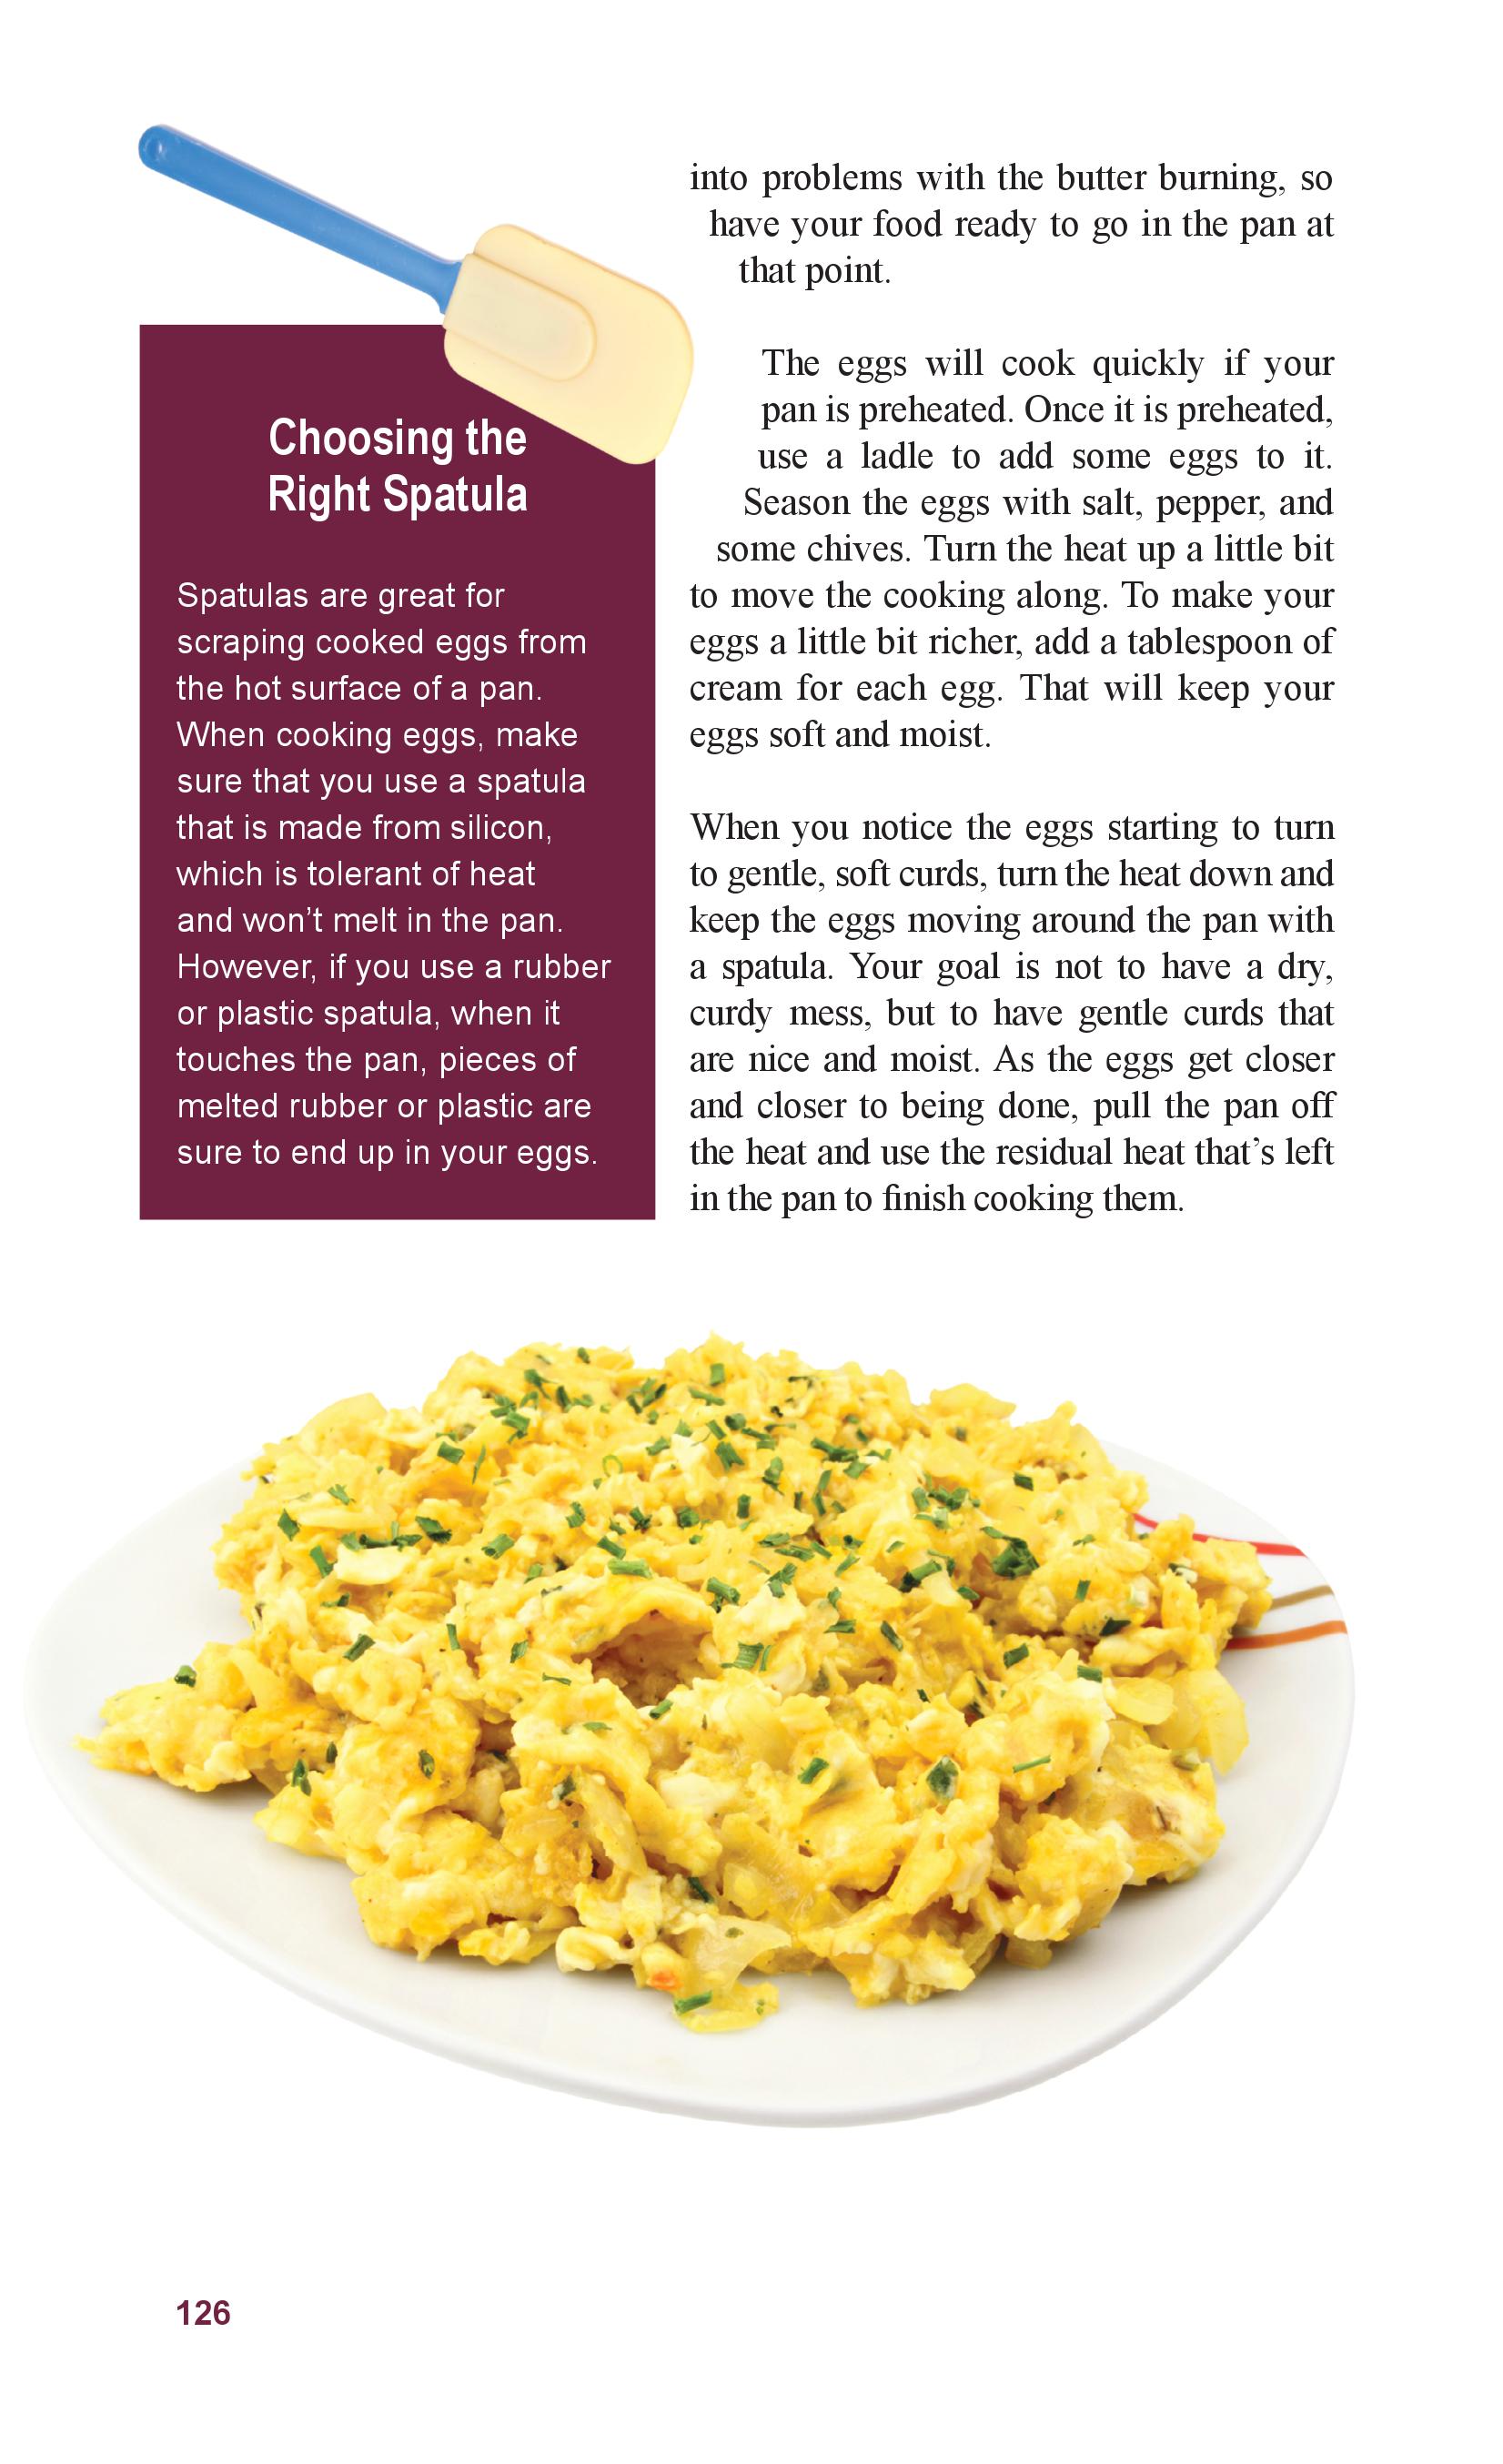 into problems with the butter burning, so
have your food ready to go in the pan at
that point.
The eggs will cook quickly if your
pan is preheated. Once it is preheated,
use a ladle to add some eggs to it.
Season the eggs with salt, pepper, and
some chives. Turn the heat up a little bit
to move the cooking along. To make your
eggs a little bit richer, add a tablespoon of
cream for each egg. That will keep your
eggs soft and moist.
When you notice the eggs starting to turn
to gentle, soft curds, turn the heat down and
keep the eggs moving around the pan with
a spatula. Your goal is not to have a dry,
curdy mess, but to have gentle curds that
are nice and moist. As the eggs get closer
and closer to being done, pull the pan off
the heat and use the residual heat that’s left
in the pan to finish cooking them.
Choosing the
Right Spatula
Spatulas are great for
scraping cooked eggs from
the hot surface of a pan.
When cooking eggs, make
sure that you use a spatula
that is made from silicon,
which is tolerant of heat
and won’t melt in the pan.
However, if you use a rubber
or plastic spatula, when it
touches the pan, pieces of
melted rubber or plastic are
sure to end up in your eggs.
126